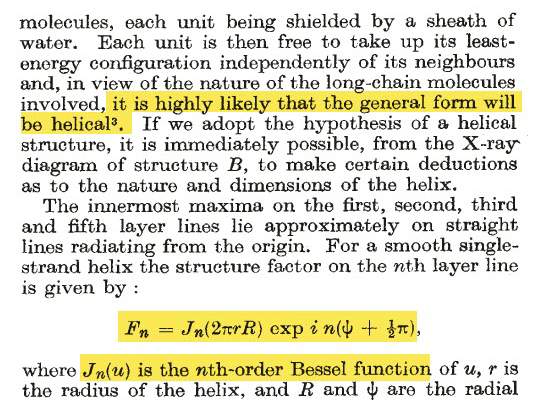 molecules, each unit being shielded by a sheath of
water. Each unit is then free to take up its least-
energy configuration independently of its neighbours
and, in view of the nature of the long-chain molecules
involved, it is highly likely that the general form will
be helical³. If we adopt the hypothesis of a helical
structure, it is immediately possible, from the X-ray
diagram of structure B, to make certain deductions
as to the nature and dimensions of the helix.
The innermost maxima on the first, second, third
and fifth layer lines lie approximately on straight
lines radiating from the origin. For a smooth single-
strand helix the structure factor on the nth layer line
is given by :
Fₙ = Jₙ(2πrR) exp i n(ψ + ½π),
where Jₙ(u) is the nth-order Bessel function of u, r is
the radius of the helix, and R and ψ are the radial